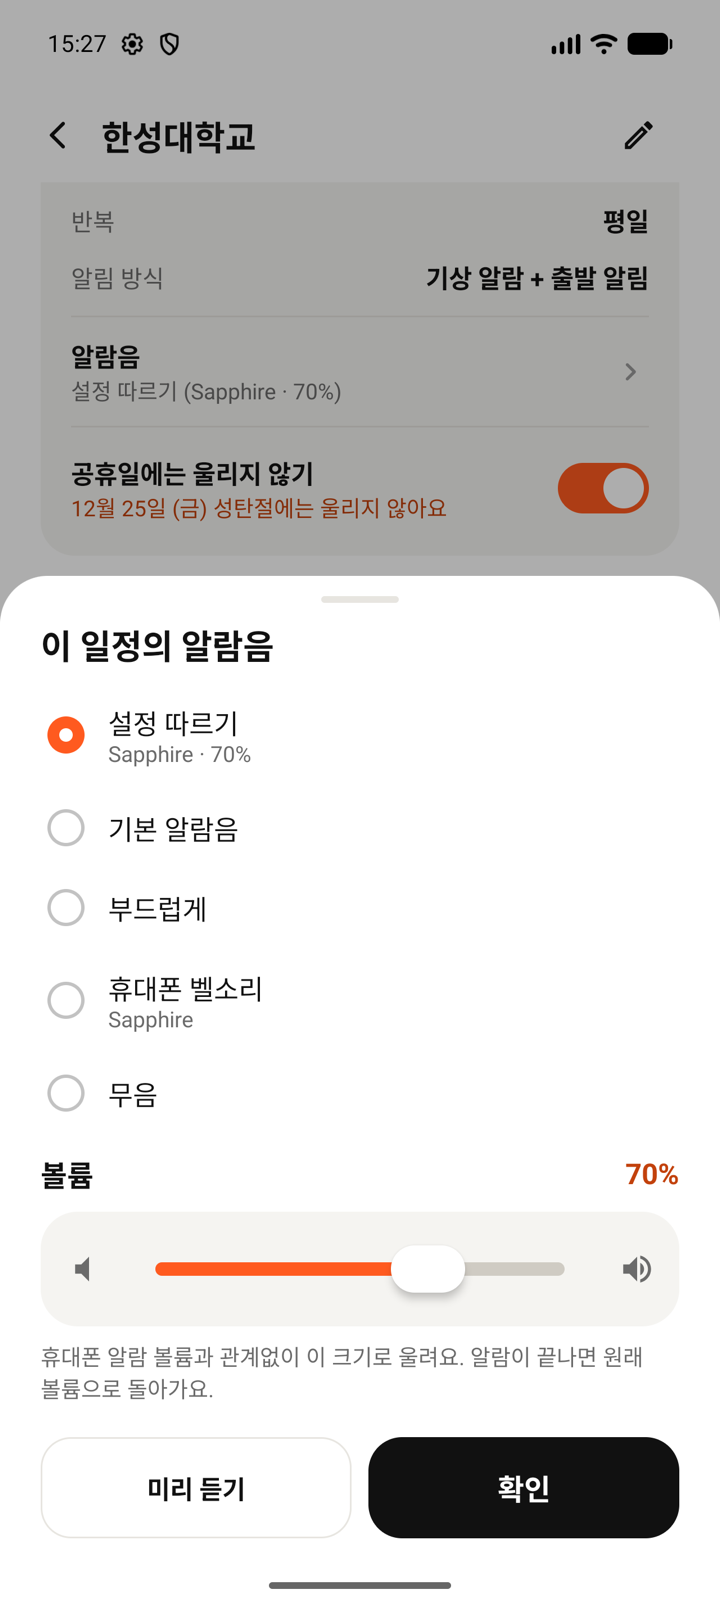 15:27
한성대학교
반복
평일
알림 방식
기상 알람 + 출발 알림
알람음
설정 따르기 (Sapphire · 70%)
공휴일에는 울리지 않기
12월 25일 (금) 성탄절에는 울리지 않아요
이 일정의 알람음
설정 따르기
Sapphire · 70%
기본 알람음
부드럽게
휴대폰 벨소리
Sapphire
무음
볼륨
70%
휴대폰 알람 볼륨과 관계없이 이 크기로 울려요. 알람이 끝나면 원래
볼륨으로 돌아가요.
미리 듣기
확인